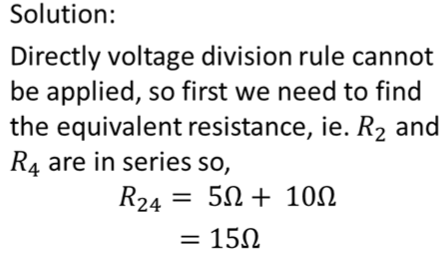 Solution:
Directly voltage division rule cannot
be applied, so first we need to find
the equivalent resistance, ie. R₂ and
R₄ are in series so,
R₂₄ = 5Ω + 10Ω
= 15Ω